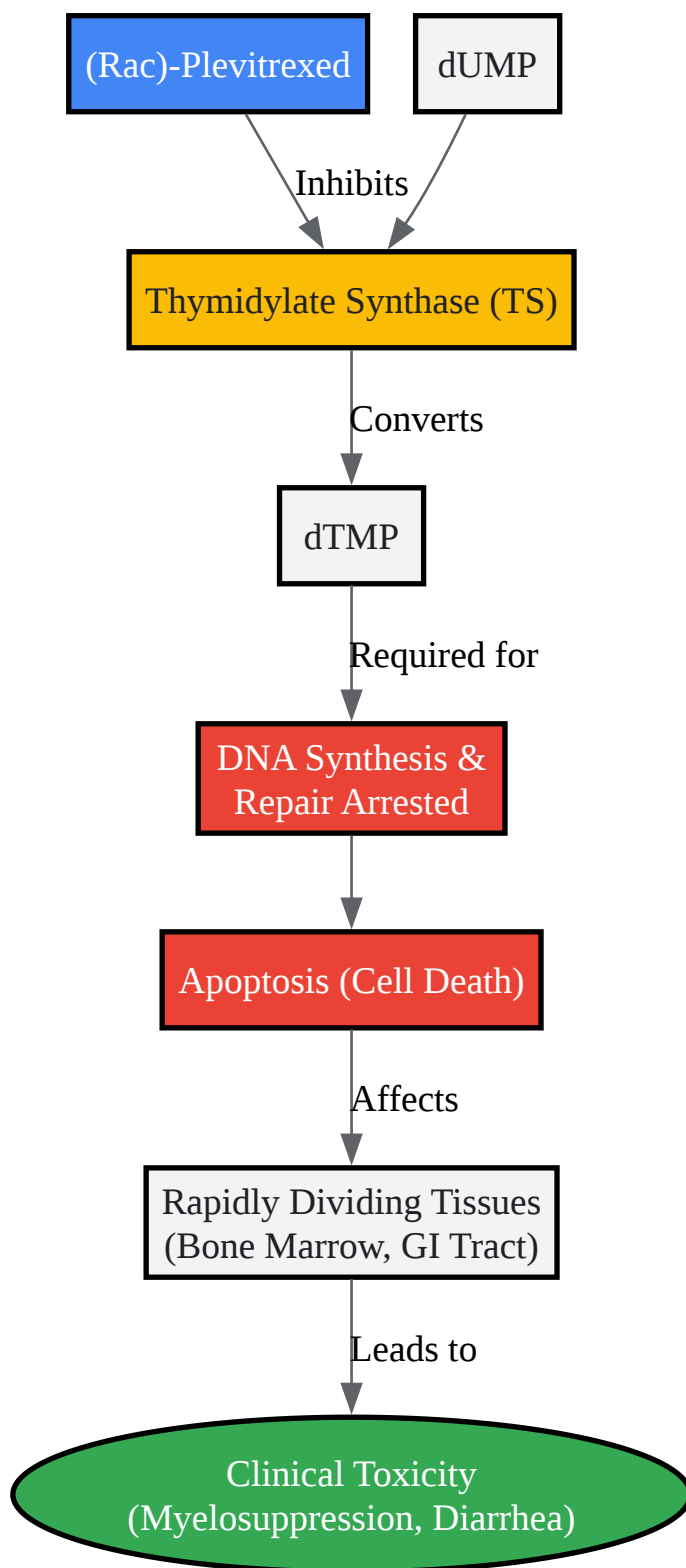 (Rac)-Plevitrexed
dUMP
Inhibits
Thymidylate Synthase (TS)
Converts
dTMP
Required for
DNA Synthesis &
Repair Arrested
Apoptosis (Cell Death)
Affects
Rapidly Dividing Tissues
(Bone Marrow, GI Tract)
Leads to
Clinical Toxicity
(Myelosuppression, Diarrhea)